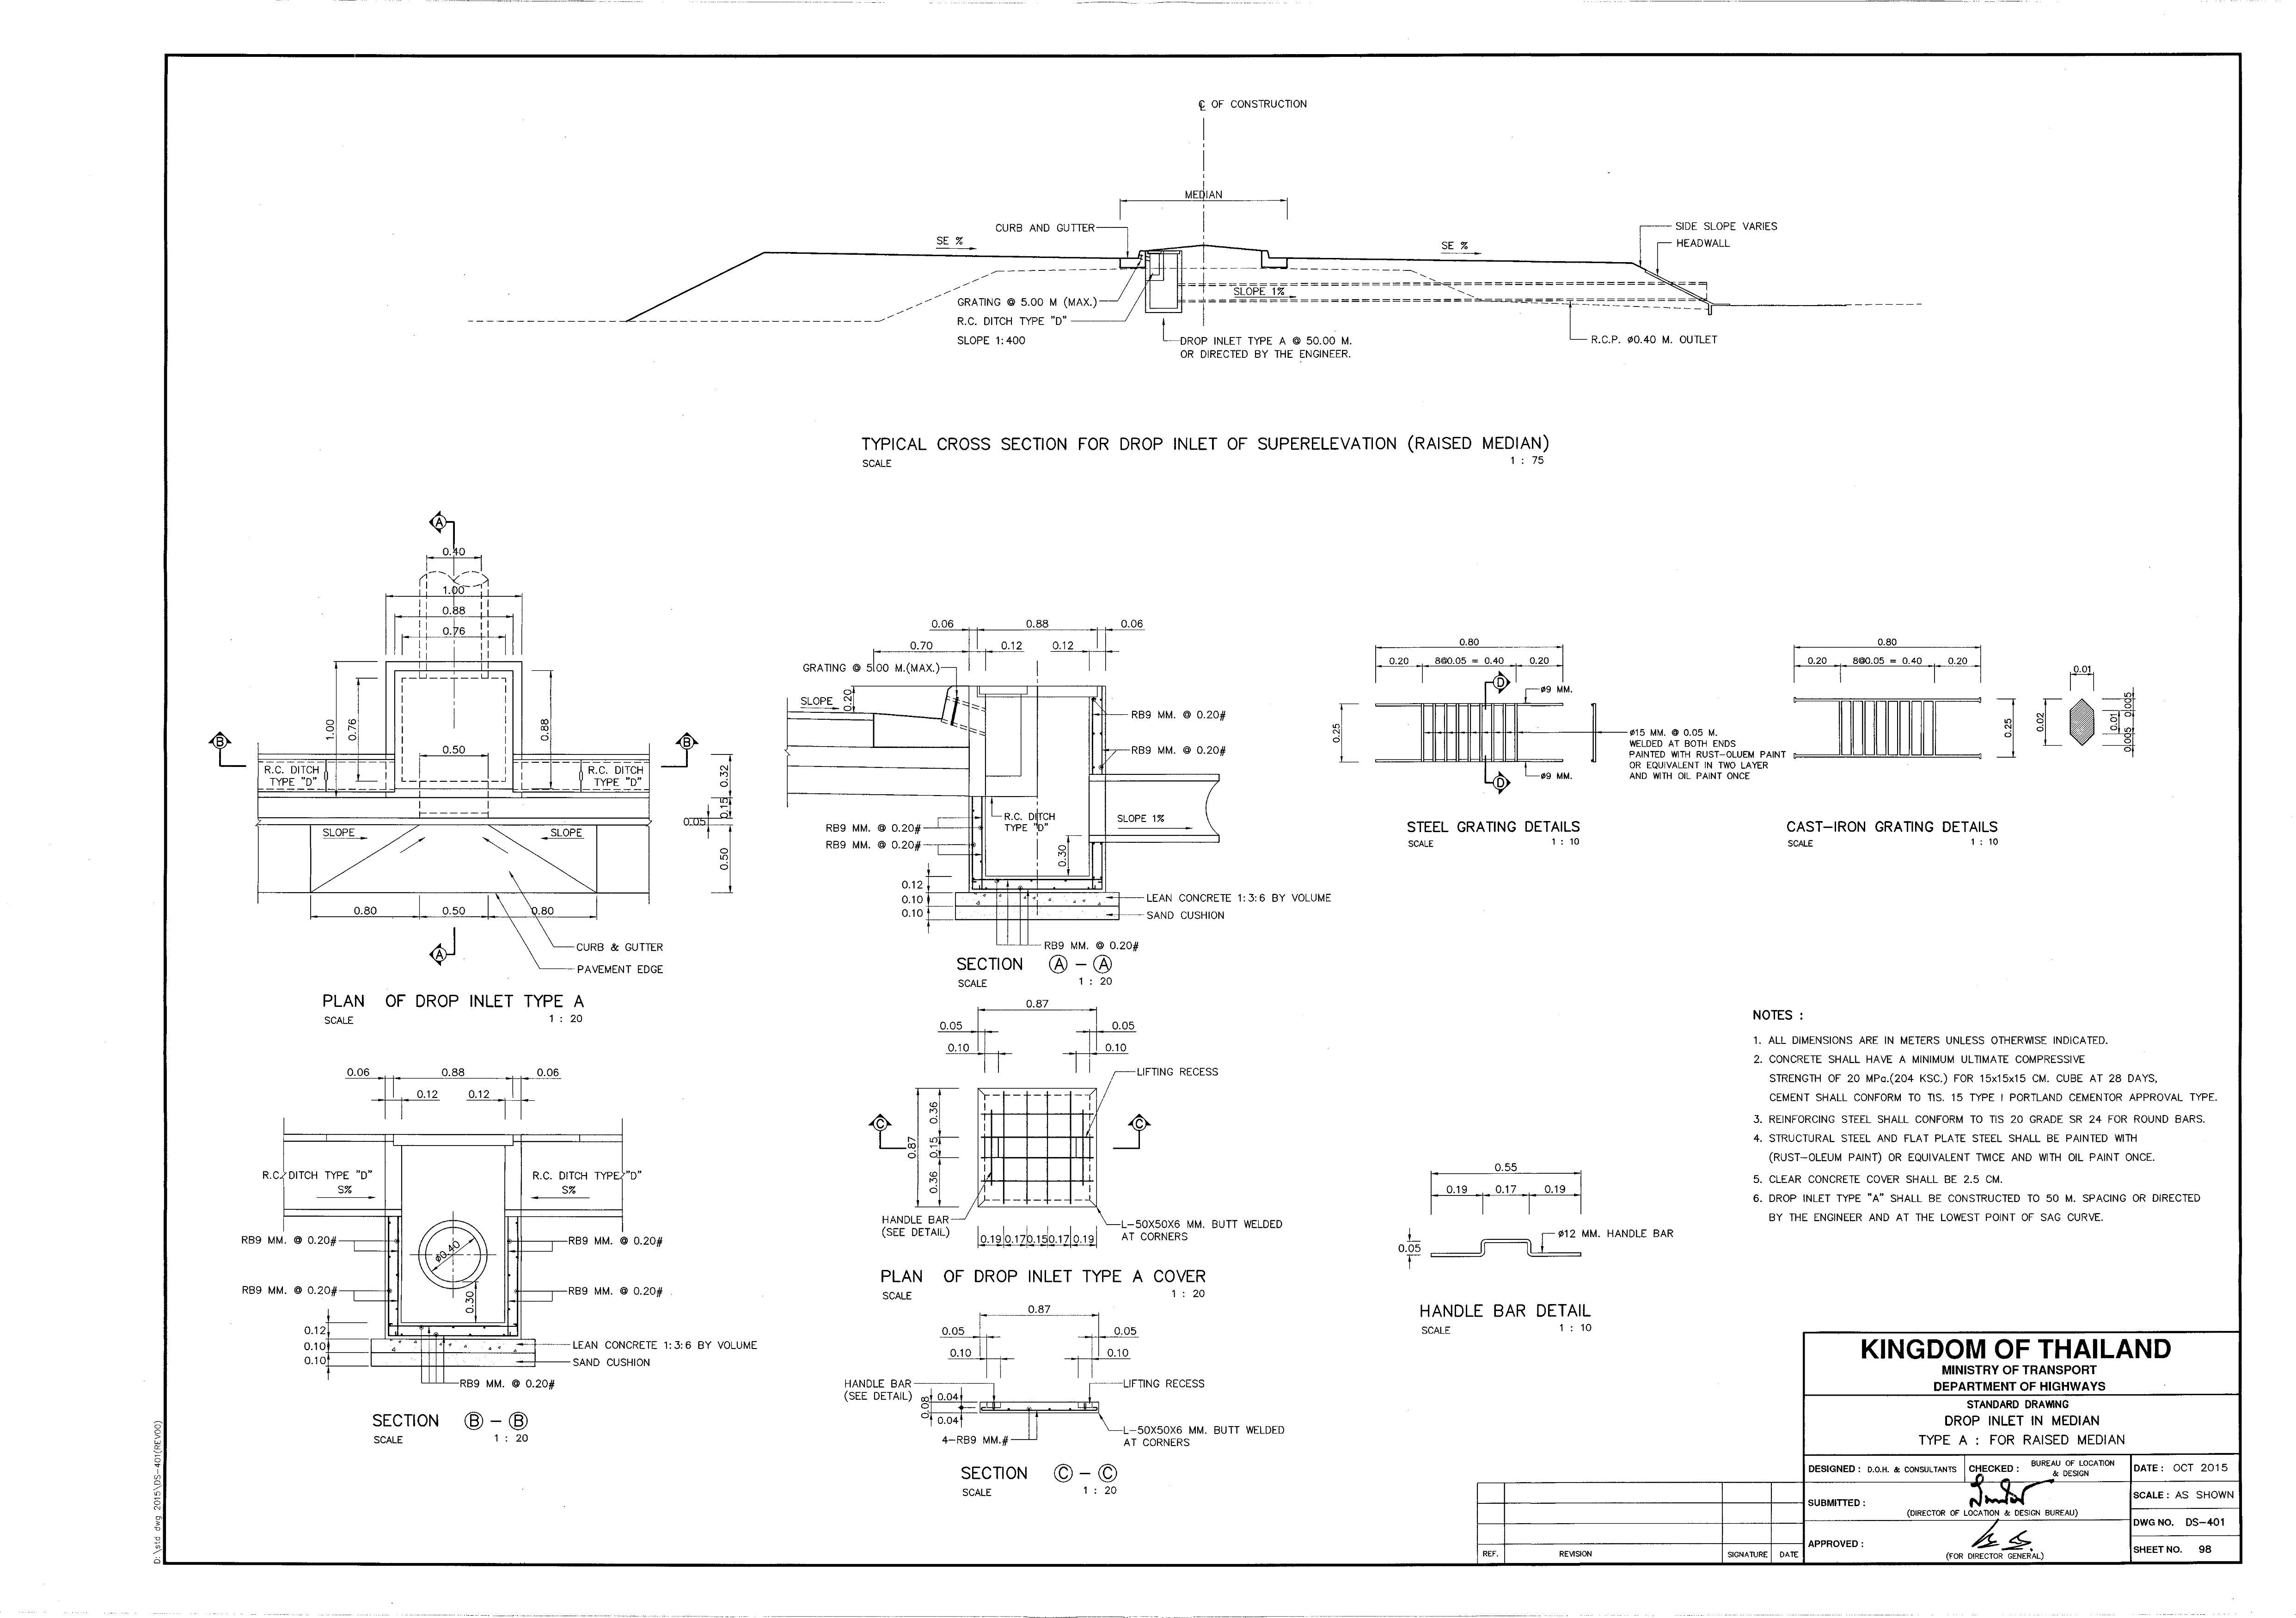 ℄ OF CONSTRUCTION
MEDIAN
CURB AND GUTTER
SE %
SE %
SIDE SLOPE VARIES
HEADWALL
GRATING @ 5.00 M (MAX.)
SLOPE 1%
R.C. DITCH TYPE "D"
SLOPE 1:400
DROP INLET TYPE A @ 50.00 M.
OR DIRECTED BY THE ENGINEER.
R.C.P. ø0.40 M. OUTLET
TYPICAL CROSS SECTION FOR DROP INLET OF SUPERELEVATION (RAISED MEDIAN)
SCALE 1 : 75
A
0.40
1.00
0.88
0.76
1.00
0.76
0.88
0.50
B
B
R.C. DITCH
TYPE "D"
R.C. DITCH
TYPE "D"
0.32
0.15
0.05
0.50
SLOPE
SLOPE
0.80
0.50
0.80
A
CURB & GUTTER
PAVEMENT EDGE
PLAN OF DROP INLET TYPE A
SCALE 1 : 20
0.06
0.88
0.06
0.70
0.12
0.12
GRATING @ 5.00 M.(MAX.)
SLOPE
0.20
RB9 MM. @ 0.20#
RB9 MM. @ 0.20#
R.C. DITCH
TYPE "D"
SLOPE 1%
RB9 MM. @ 0.20#
RB9 MM. @ 0.20#
0.30
0.12
0.10
0.10
LEAN CONCRETE 1:3:6 BY VOLUME
SAND CUSHION
RB9 MM. @ 0.20#
SECTION A – A
SCALE 1 : 20
0.80
0.20
8@0.05 = 0.40
0.20
D
ø9 MM.
0.25
ø15 MM. @ 0.05 M.
WELDED AT BOTH ENDS
PAINTED WITH RUST-OLUEM PAINT
OR EQUIVALENT IN TWO LAYER
AND WITH OIL PAINT ONCE
D
ø9 MM.
STEEL GRATING DETAILS
SCALE 1 : 10
0.80
0.20
8@0.05 = 0.40
0.20
0.25
0.01
0.02
0.005
0.01
0.005
CAST-IRON GRATING DETAILS
SCALE 1 : 10
0.06
0.88
0.06
0.12
0.12
R.C. DITCH TYPE "D"
S%
R.C. DITCH TYPE "D"
S%
RB9 MM. @ 0.20#
RB9 MM. @ 0.20#
ø0.40
RB9 MM. @ 0.20#
RB9 MM. @ 0.20#
0.30
0.12
0.10
0.10
LEAN CONCRETE 1:3:6 BY VOLUME
SAND CUSHION
RB9 MM. @ 0.20#
SECTION B – B
SCALE 1 : 20
0.87
0.05
0.05
0.10
0.10
LIFTING RECESS
C
C
0.87
0.36
0.15
0.36
HANDLE BAR
(SEE DETAIL)
0.19 0.17 0.15 0.17 0.19
L-50X50X6 MM. BUTT WELDED
AT CORNERS
PLAN OF DROP INLET TYPE A COVER
SCALE 1 : 20
0.87
0.05
0.05
0.10
0.10
HANDLE BAR
(SEE DETAIL)
LIFTING RECESS
0.08
0.04
0.04
4-RB9 MM.#
L-50X50X6 MM. BUTT WELDED
AT CORNERS
SECTION C – C
SCALE 1 : 20
0.55
0.19
0.17
0.19
ø12 MM. HANDLE BAR
0.05
HANDLE BAR DETAIL
SCALE 1 : 10
NOTES :
1. ALL DIMENSIONS ARE IN METERS UNLESS OTHERWISE INDICATED.
2. CONCRETE SHALL HAVE A MINIMUM ULTIMATE COMPRESSIVE
STRENGTH OF 20 MPa.(204 KSC.) FOR 15x15x15 CM. CUBE AT 28 DAYS,
CEMENT SHALL CONFORM TO TIS. 15 TYPE I PORTLAND CEMENTOR APPROVAL TYPE.
3. REINFORCING STEEL SHALL CONFORM TO TIS 20 GRADE SR 24 FOR ROUND BARS.
4. STRUCTURAL STEEL AND FLAT PLATE STEEL SHALL BE PAINTED WITH
(RUST-OLEUM PAINT) OR EQUIVALENT TWICE AND WITH OIL PAINT ONCE.
5. CLEAR CONCRETE COVER SHALL BE 2.5 CM.
6. DROP INLET TYPE "A" SHALL BE CONSTRUCTED TO 50 M. SPACING OR DIRECTED
BY THE ENGINEER AND AT THE LOWEST POINT OF SAG CURVE.
KINGDOM OF THAILAND
MINISTRY OF TRANSPORT
DEPARTMENT OF HIGHWAYS
STANDARD DRAWING
DROP INLET IN MEDIAN
TYPE A : FOR RAISED MEDIAN
DESIGNED : D.O.H. & CONSULTANTS
CHECKED : BUREAU OF LOCATION
& DESIGN
DATE : OCT 2015
SUBMITTED :
(DIRECTOR OF LOCATION & DESIGN BUREAU)
SCALE : AS SHOWN
DWG NO. DS-401
APPROVED :
(FOR DIRECTOR GENERAL)
SHEET NO. 98
REF. REVISION SIGNATURE DATE
D:\std dwg 2015\DS-401(REV00)